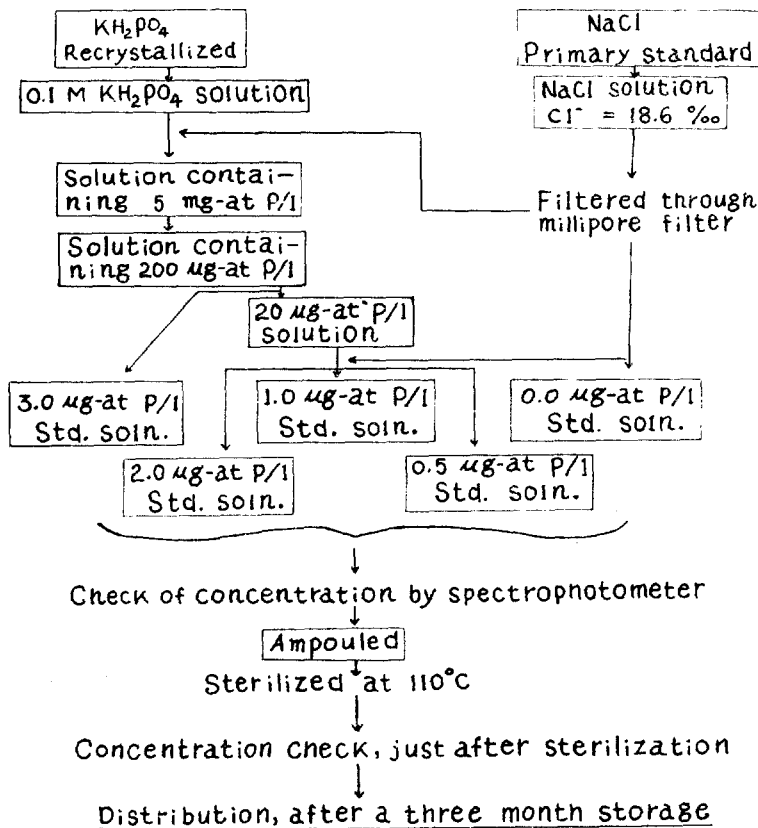 KH₂PO₄
Recrystallized
NaCl
Primary standard
0.1 M KH₂PO₄ solution
NaCl solution
Cl⁻ = 18.6 ‰
Solution contai-
ning 5 mg-at P/l
Filtered through
millipore filter
Solution contai-
ning 200 µg-at P/l
20 µg-at P/l
solution
3.0 µg-at P/l
Std. soln.
1.0 µg-at P/l
Std. soln.
0.0 µg-at P/l
Std. soln.
2.0 µg-at P/l
Std. soln.
0.5 µg-at P/l
Std. soln.
Check of concentration by spectrophotometer
Ampouled
Sterilized at 110°C
Concentration check, just after sterilization
Distribution, after a three month storage